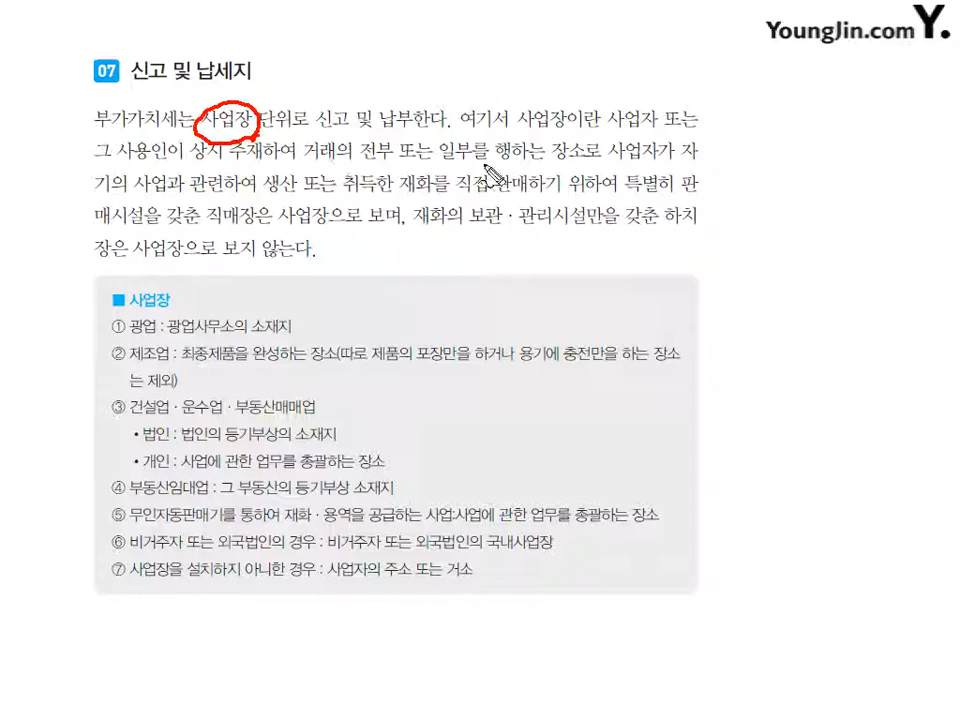 YoungJin.com Y.
07 신고 및 납세지
부가가치세는 사업장 단위로 신고 및 납부한다. 여기서 사업장이란 사업자 또는
그 사용인이 상시 주재하여 거래의 전부 또는 일부를 행하는 장소로 사업자가 자
기의 사업과 관련하여 생산 또는 취득한 재화를 직접 판매하기 위하여 특별히 판
매시설을 갖춘 직매장은 사업장으로 보며, 재화의 보관·관리시설만을 갖춘 하치
장은 사업장으로 보지 않는다.
■ 사업장
① 광업 : 광업사무소의 소재지
② 제조업 : 최종제품을 완성하는 장소(따로 제품의 포장만을 하거나 용기에 충전만을 하는 장소
는 제외)
③ 건설업·운수업·부동산매매업
• 법인 : 법인의 등기부상의 소재지
• 개인 : 사업에 관한 업무를 총괄하는 장소
④ 부동산임대업 : 그 부동산의 등기부상 소재지
⑤ 무인자동판매기를 통하여 재화·용역을 공급하는 사업:사업에 관한 업무를 총괄하는 장소
⑥ 비거주자 또는 외국법인의 경우 : 비거주자 또는 외국법인의 국내사업장
⑦ 사업장을 설치하지 아니한 경우 : 사업자의 주소 또는 거소